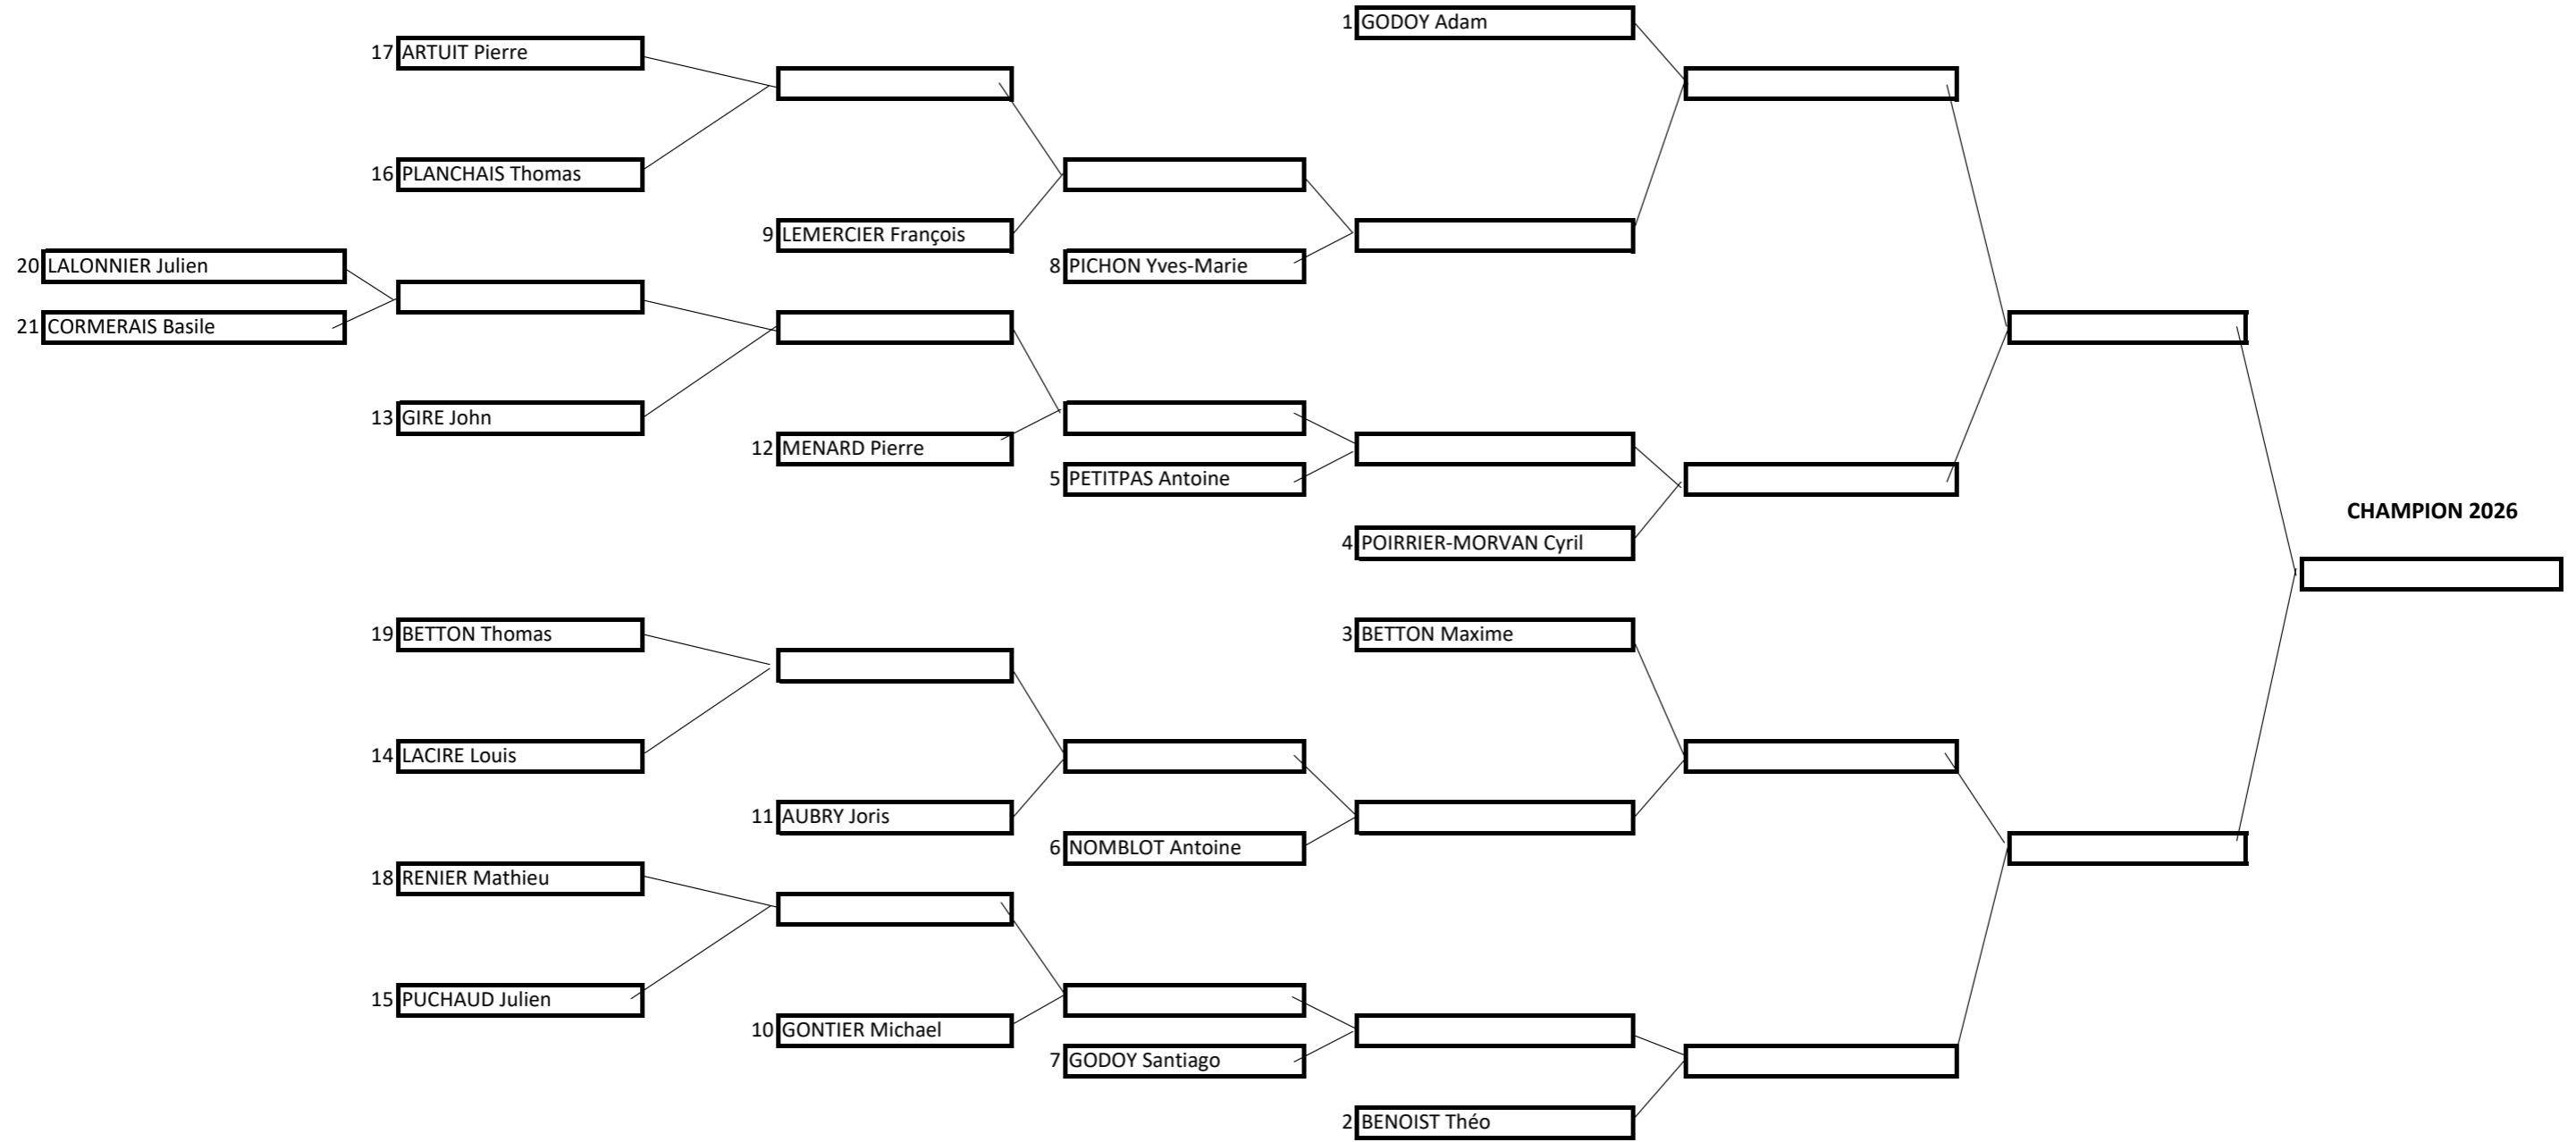 1 GODOY Adam
17 ARTUIT Pierre
16 PLANCHAIS Thomas
9 LEMERCIER François
8 PICHON Yves-Marie
20 LALONNIER Julien
21 CORMERAIS Basile
13 GIRE John
12 MENARD Pierre
5 PETITPAS Antoine
4 POIRRIER-MORVAN Cyril
CHAMPION 2026
19 BETTON Thomas
3 BETTON Maxime
14 LACIRE Louis
11 AUBRY Joris
6 NOMBLOT Antoine
18 RENIER Mathieu
15 PUCHAUD Julien
10 GONTIER Michael
7 GODOY Santiago
2 BENOIST Théo